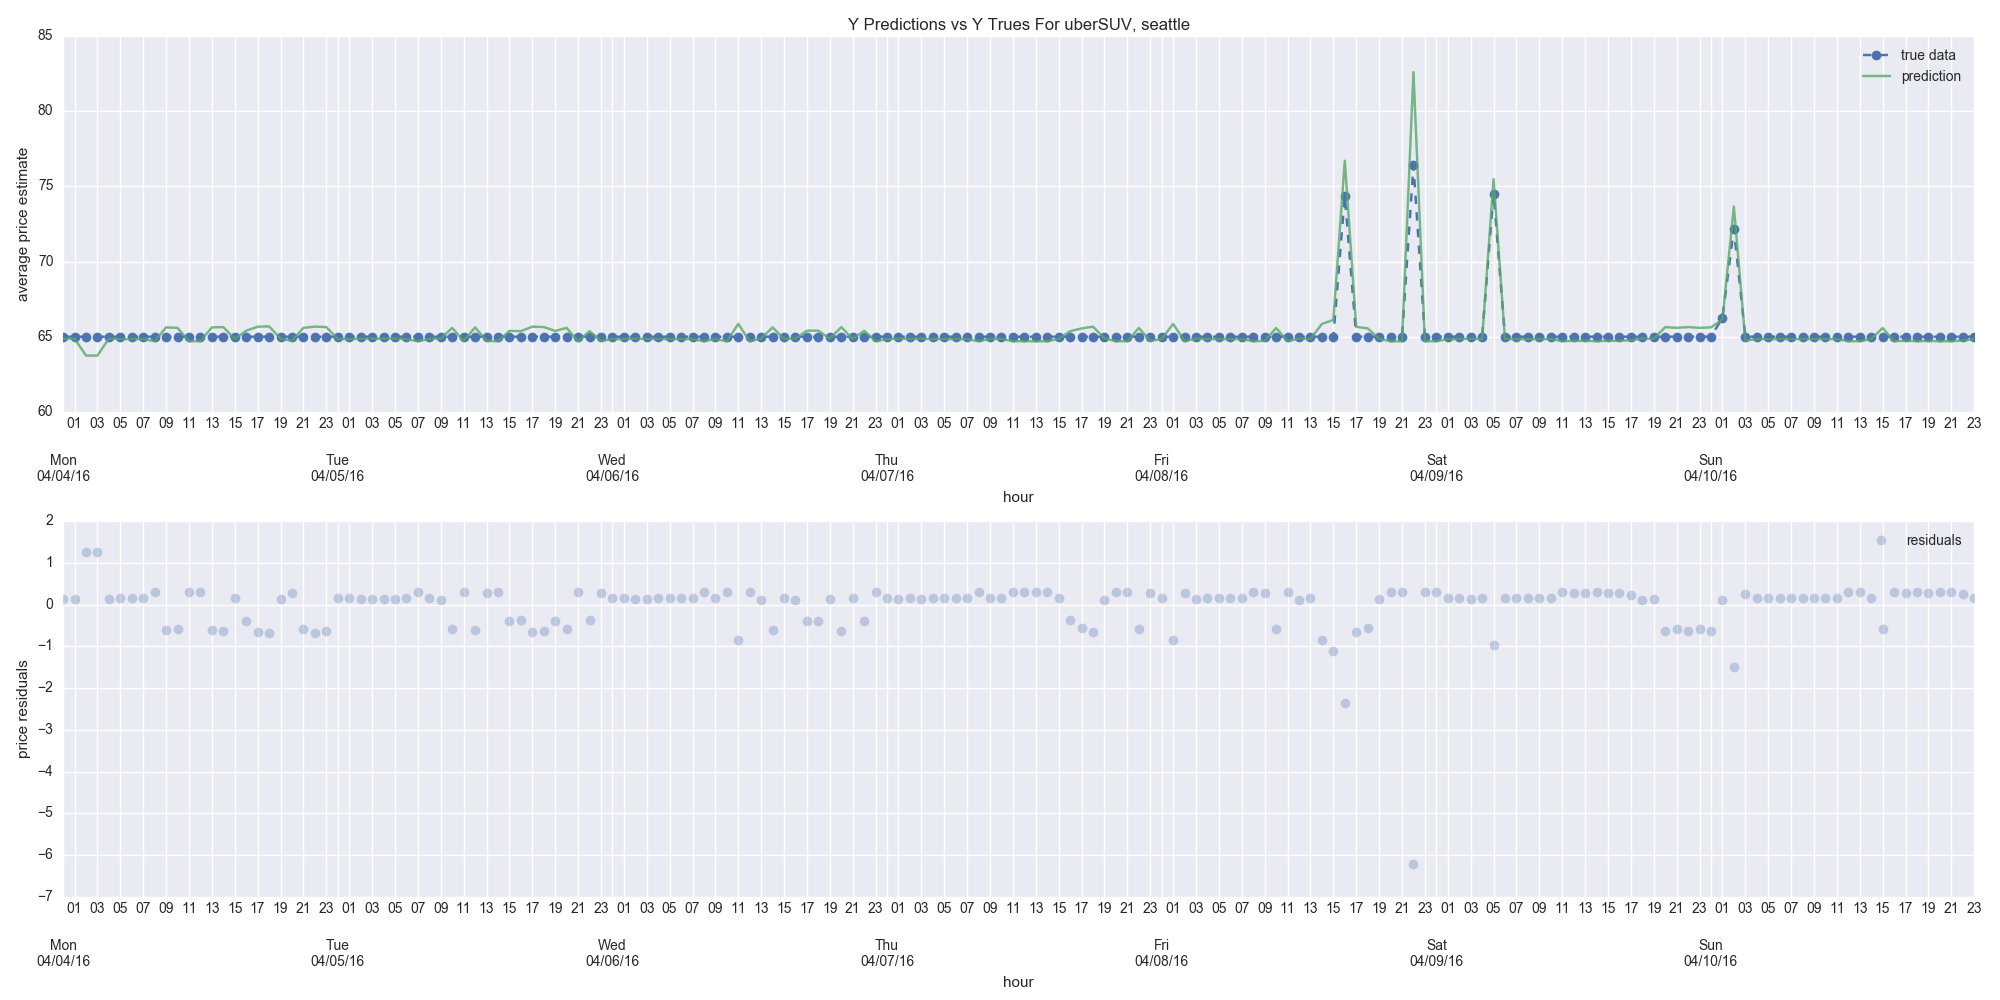 Y Predictions vs Y Trues For uberSUV, seattle
85
80
75
70
65
60
average price estimate
true data
prediction
01 03 05 07 09 11 13 15 17 19 21 23 01 03 05 07 09 11 13 15 17 19 21 23 01 03 05 07 09 11 13 15 17 19 21 23 01 03 05 07 09 11 13 15 17 19 21 23 01 03 05 07 09 11 13 15 17 19 21 23 01 03 05 07 09 11 13 15 17 19 21 23 01 03 05 07 09 11 13 15 17 19 21 23
Mon Tue Wed Thu Fri Sat Sun
04/04/16 04/05/16 04/06/16 04/07/16 04/08/16 04/09/16 04/10/16
hour
2
1
0
−1
−2
−3
−4
−5
−6
−7
price residuals
residuals
01 03 05 07 09 11 13 15 17 19 21 23 01 03 05 07 09 11 13 15 17 19 21 23 01 03 05 07 09 11 13 15 17 19 21 23 01 03 05 07 09 11 13 15 17 19 21 23 01 03 05 07 09 11 13 15 17 19 21 23 01 03 05 07 09 11 13 15 17 19 21 23 01 03 05 07 09 11 13 15 17 19 21 23
Mon Tue Wed Thu Fri Sat Sun
04/04/16 04/05/16 04/06/16 04/07/16 04/08/16 04/09/16 04/10/16
hour